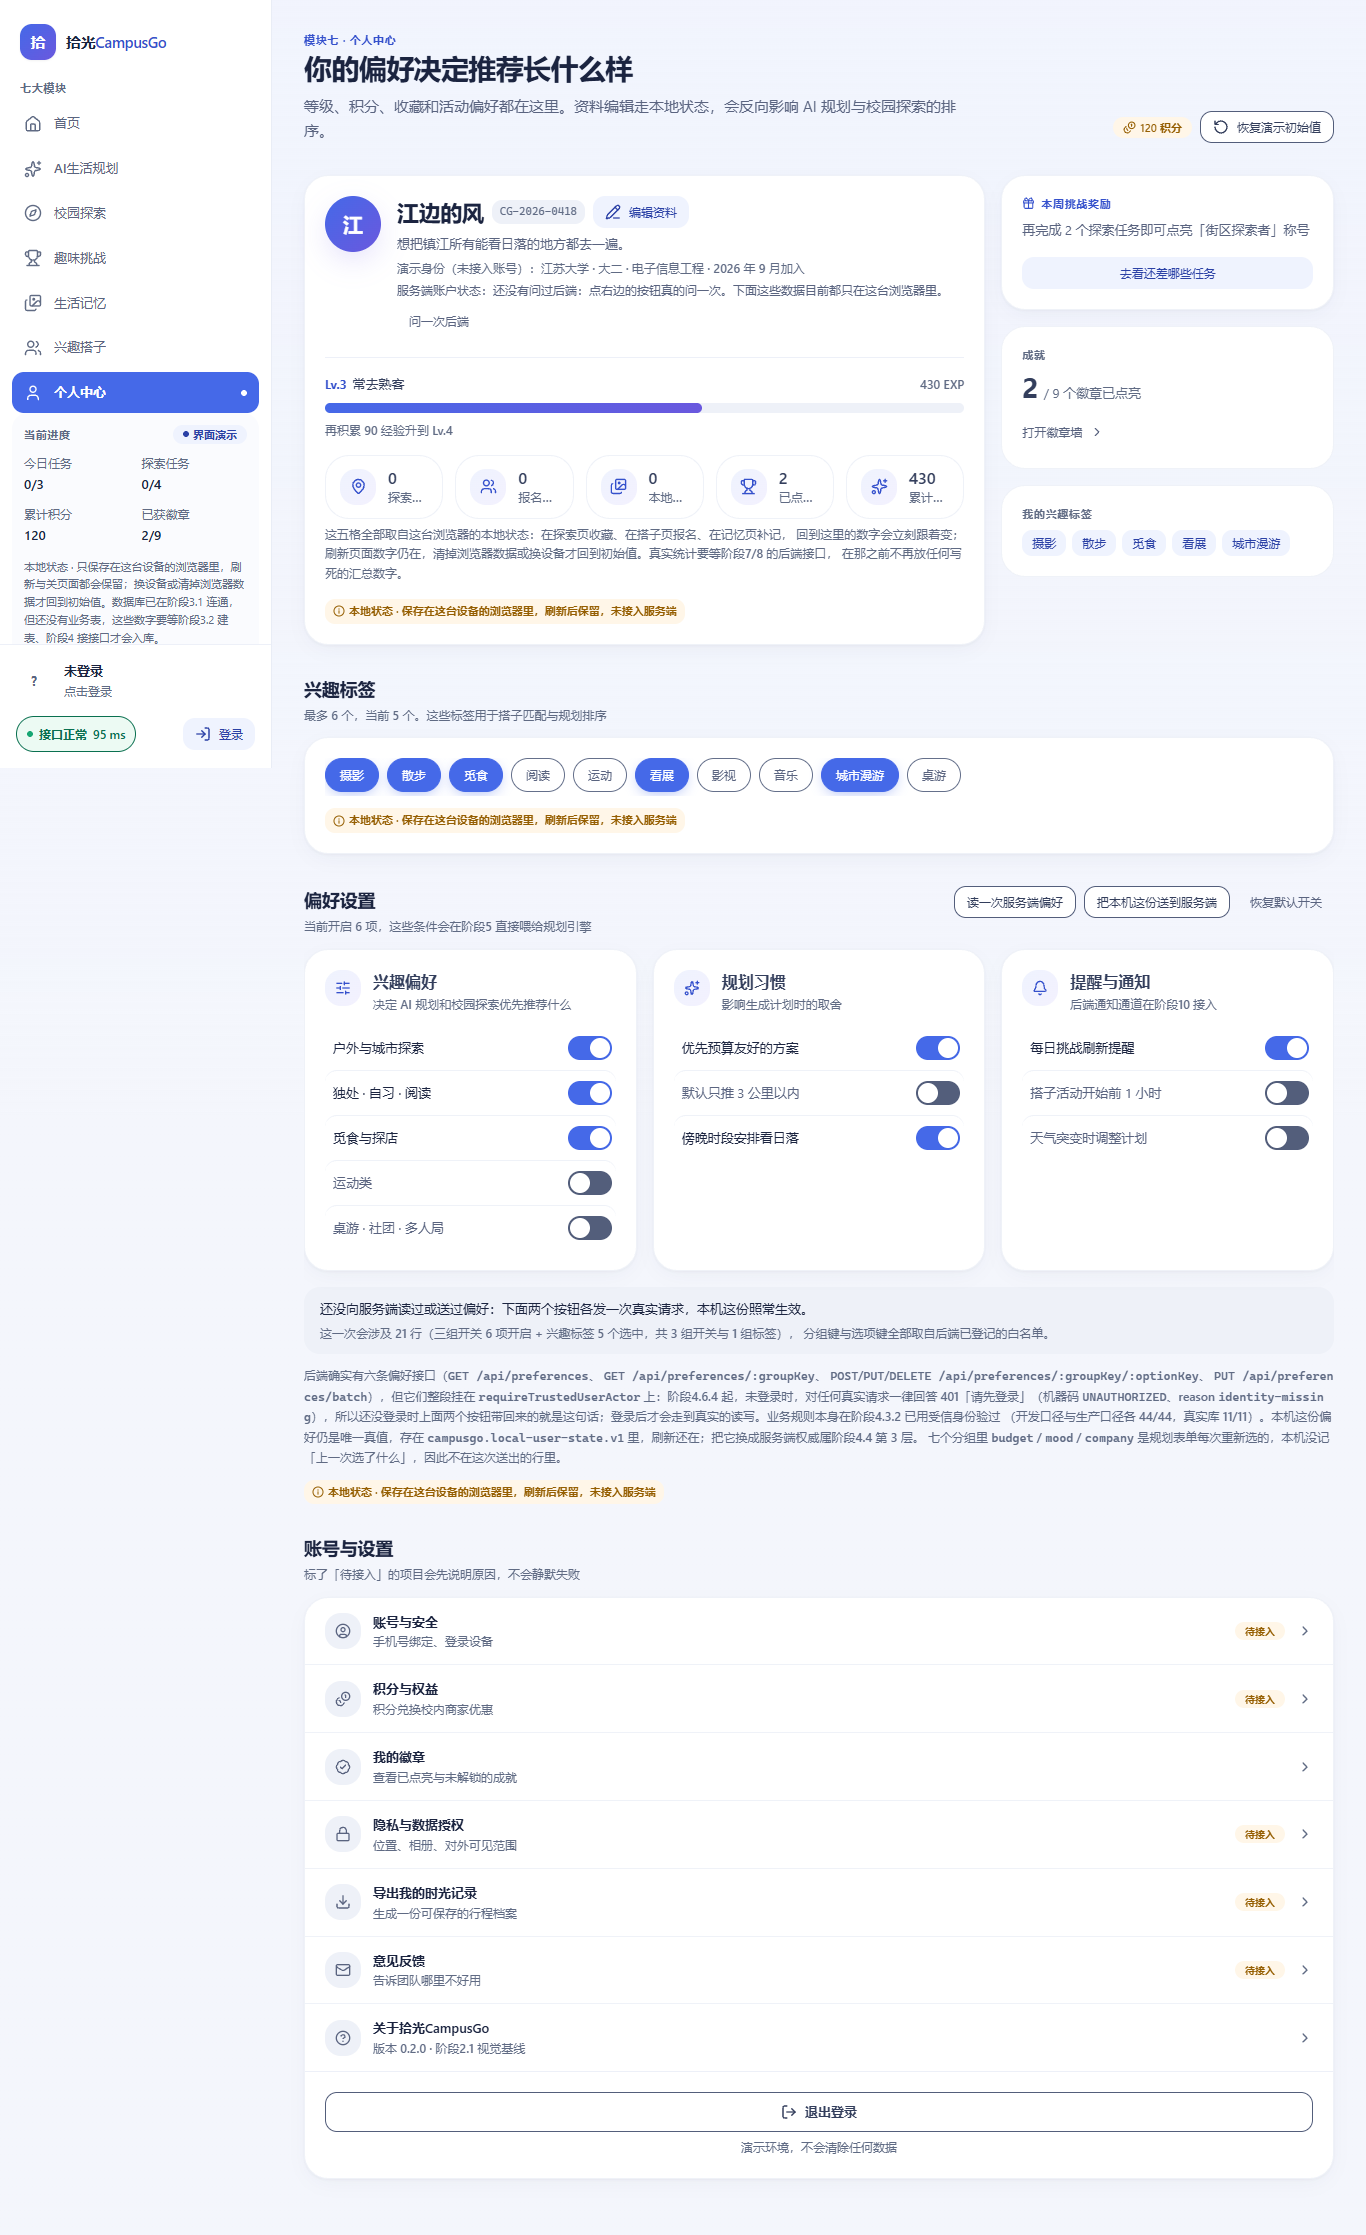 拾
拾光CampusGo
七大模块
首页
AI生活规划
校园探索
趣味挑战
生活记忆
兴趣搭子
个人中心
当前进度
界面演示
今日任务
探索任务
0/3
0/4
累计积分
已获徽章
120
2/9
本地状态 · 只保存在这台设备的浏览器里，刷
新与关页面都会保留；换设备或清掉浏览器数
据才回到初始值。数据库已在阶段3.1 连通，
但还没有业务表，这些数字要等阶段3.2 建
表、阶段4 接接口才会入库。
?
未登录
点击登录
接口正常 95 ms
登录
模块七 · 个人中心
你的偏好决定推荐长什么样
等级、积分、收藏和活动偏好都在这里。资料编辑走本地状态，会反向影响 AI 规划与校园探索的排
序。
120 积分
恢复演示初始值
江
江边的风
CG-2026-0418
编辑资料
想把镇江所有能看日落的地方都去一遍。
演示身份（未接入账号）：江苏大学 · 大二 · 电子信息工程 · 2026 年 9 月加入
服务端账户状态：还没有问过后端：点右边的按钮真的问一次。下面这些数据目前都只在这台浏览器里。
问一次后端
Lv.3 常去熟客
430 EXP
再积累 90 经验升到 Lv.4
0
探索...
0
报名...
0
本地...
2
已点...
430
累计...
这五格全部取自这台浏览器的本地状态：在探索页收藏、在搭子页报名、在记忆页补记， 回到这里的数字会立刻跟着变；
刷新页面数字仍在，清掉浏览器数据或换设备才回到初始值。真实统计要等阶段7/8 的后端接口， 在那之前不再放任何写
死的汇总数字。
本地状态 · 保存在这台设备的浏览器里，刷新后保留，未接入服务端
本周挑战奖励
再完成 2 个探索任务即可点亮「街区探索者」称号
去看还差哪些任务
成就
2 / 9 个徽章已点亮
打开徽章墙
我的兴趣标签
摄影
散步
觅食
看展
城市漫游
兴趣标签
最多 6 个，当前 5 个。这些标签用于搭子匹配与规划排序
摄影
散步
觅食
阅读
运动
看展
影视
音乐
城市漫游
桌游
本地状态 · 保存在这台设备的浏览器里，刷新后保留，未接入服务端
偏好设置
当前开启 6 项，这些条件会在阶段5 直接喂给规划引擎
读一次服务端偏好
把本机这份送到服务端
恢复默认开关
兴趣偏好
决定 AI 规划和校园探索优先推荐什么
户外与城市探索
独处 · 自习 · 阅读
觅食与探店
运动类
桌游 · 社团 · 多人局
规划习惯
影响生成计划时的取舍
优先预算友好的方案
默认只推 3 公里以内
傍晚时段安排看日落
提醒与通知
后端通知通道在阶段10 接入
每日挑战刷新提醒
搭子活动开始前 1 小时
天气突变时调整计划
还没向服务端读过或送过偏好：下面两个按钮各发一次真实请求，本机这份照常生效。
这一次会涉及 21 行（三组开关 6 项开启 + 兴趣标签 5 个选中，共 3 组开关与 1 组标签）， 分组键与选项键全部取自后端已登记的白名单。
后端确实有六条偏好接口（GET /api/preferences、 GET /api/preferences/:groupKey、 POST/PUT/DELETE /api/preferences/:groupKey/:optionKey、 PUT /api/preferen
ces/batch），但它们整段挂在 requireTrustedUserActor 上：阶段4.6.4 起，未登录时，对任何真实请求一律回答 401「请先登录」（机器码 UNAUTHORIZED、reason identity-missin
g），所以还没登录时上面两个按钮带回来的就是这句话；登录后才会走到真实的读写。业务规则本身在阶段4.3.2 已用受信身份验过 （开发口径与生产口径各 44/44，真实库 11/11）。本机这份偏
好仍是唯一真值，存在 campusgo.local-user-state.v1 里，刷新还在；把它换成服务端权威属阶段4.4 第 3 层。 七个分组里 budget / mood / company 是规划表单每次重新选的，本机没记
「上一次选了什么」，因此不在这次送出的行里。
本地状态 · 保存在这台设备的浏览器里，刷新后保留，未接入服务端
账号与设置
标了「待接入」的项目会先说明原因，不会静默失败
账号与安全
手机号绑定、登录设备
待接入
积分与权益
积分兑换校内商家优惠
待接入
我的徽章
查看已点亮与未解锁的成就
隐私与数据授权
位置、相册、对外可见范围
待接入
导出我的时光记录
生成一份可保存的行程档案
待接入
意见反馈
告诉团队哪里不好用
待接入
关于拾光CampusGo
版本 0.2.0 · 阶段2.1 视觉基线
退出登录
演示环境，不会清除任何数据